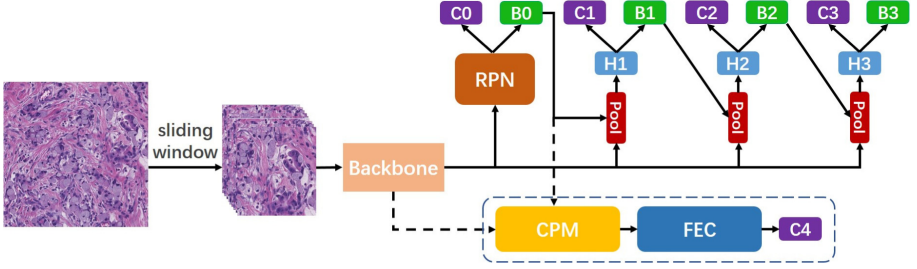 C0 B0 C1 B1 C2 B2 C3 B3
H1 H2 H3
RPN
Pool Pool Pool
sliding
window
Backbone
CPM FEC C4